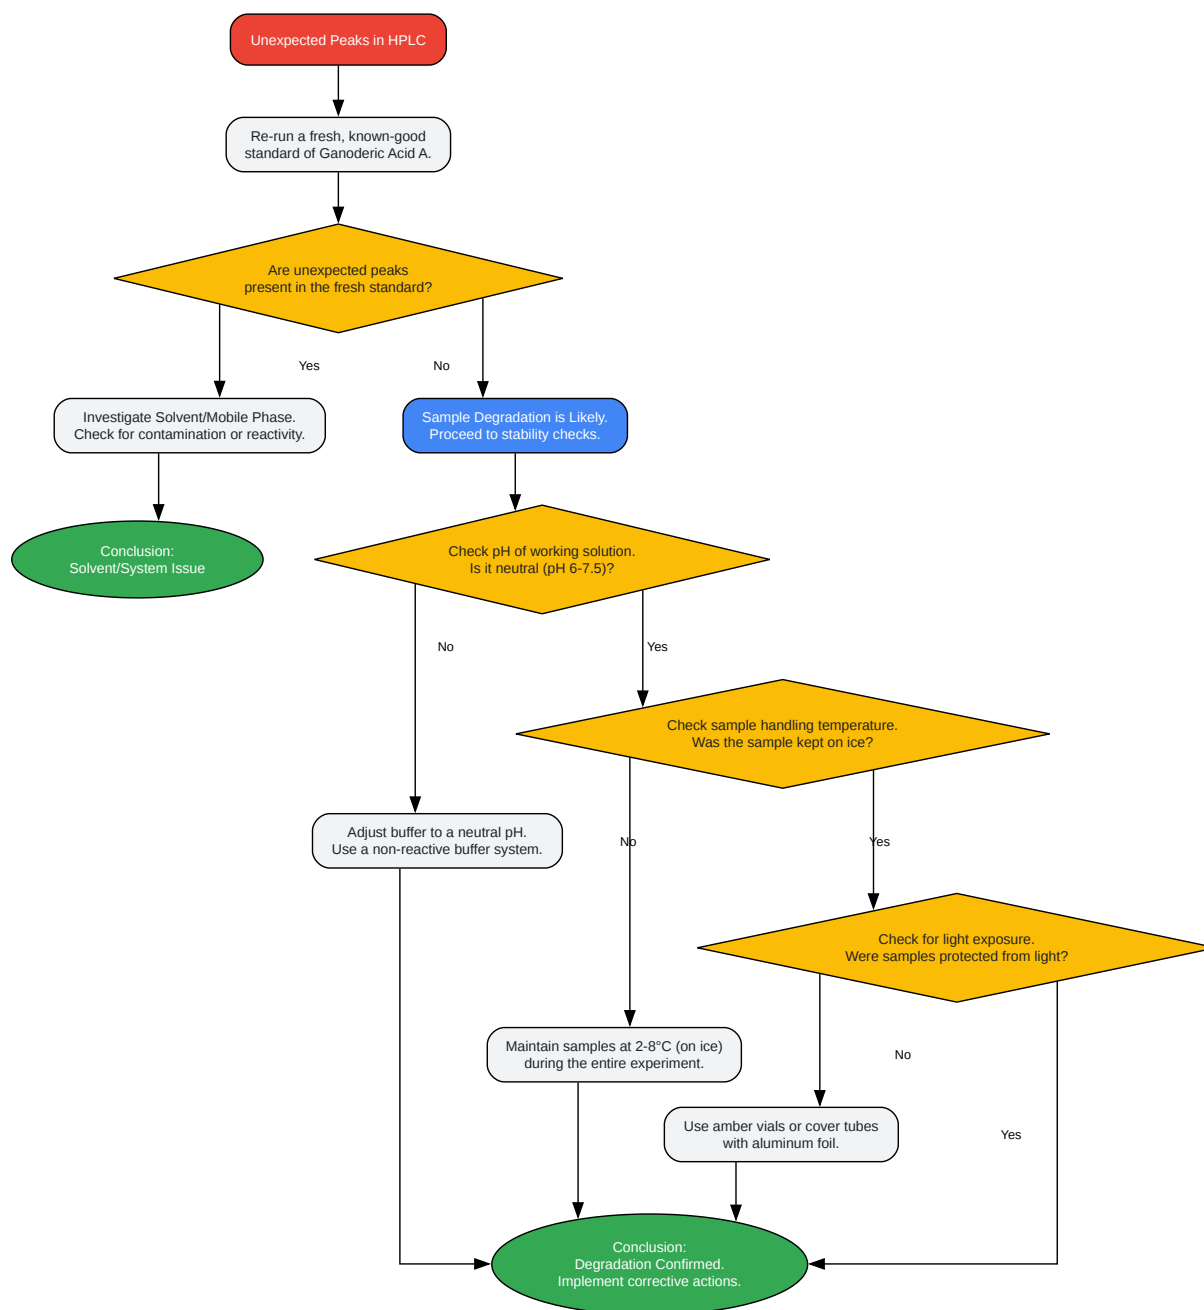 Unexpected Peaks in HPLC
Re-run a fresh, known-good
standard of Ganoderic Acid A.
Are unexpected peaks
present in the fresh standard?
Yes
No
Investigate Solvent/Mobile Phase.
Check for contamination or reactivity.
Sample Degradation is Likely.
Proceed to stability checks.
Conclusion:
Solvent/System Issue
Check pH of working solution.
Is it neutral (pH 6-7.5)?
No
Yes
Check sample handling temperature.
Was the sample kept on ice?
Adjust buffer to a neutral pH.
Use a non-reactive buffer system.
No
Yes
Check for light exposure.
Were samples protected from light?
Maintain samples at 2-8°C (on ice)
during the entire experiment.
No
Use amber vials or cover tubes
with aluminum foil.
Yes
Conclusion:
Degradation Confirmed.
Implement corrective actions.